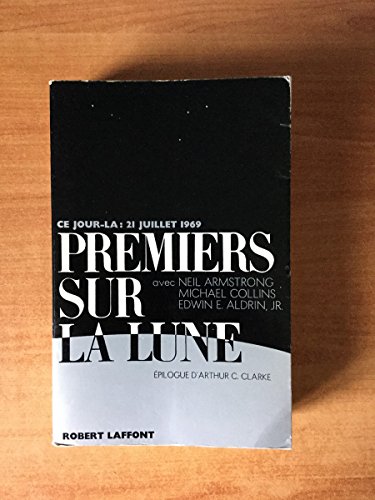 CE JOUR-LA : 21 JUILLET 1969
PREMIERS
SUR
avec NEIL ARMSTRONG
MICHAEL COLLINS
EDWIN E. ALDRIN, JR.
LA LUNE
ÉPILOGUE D'ARTHUR C. CLARKE
ROBERT LAFFONT